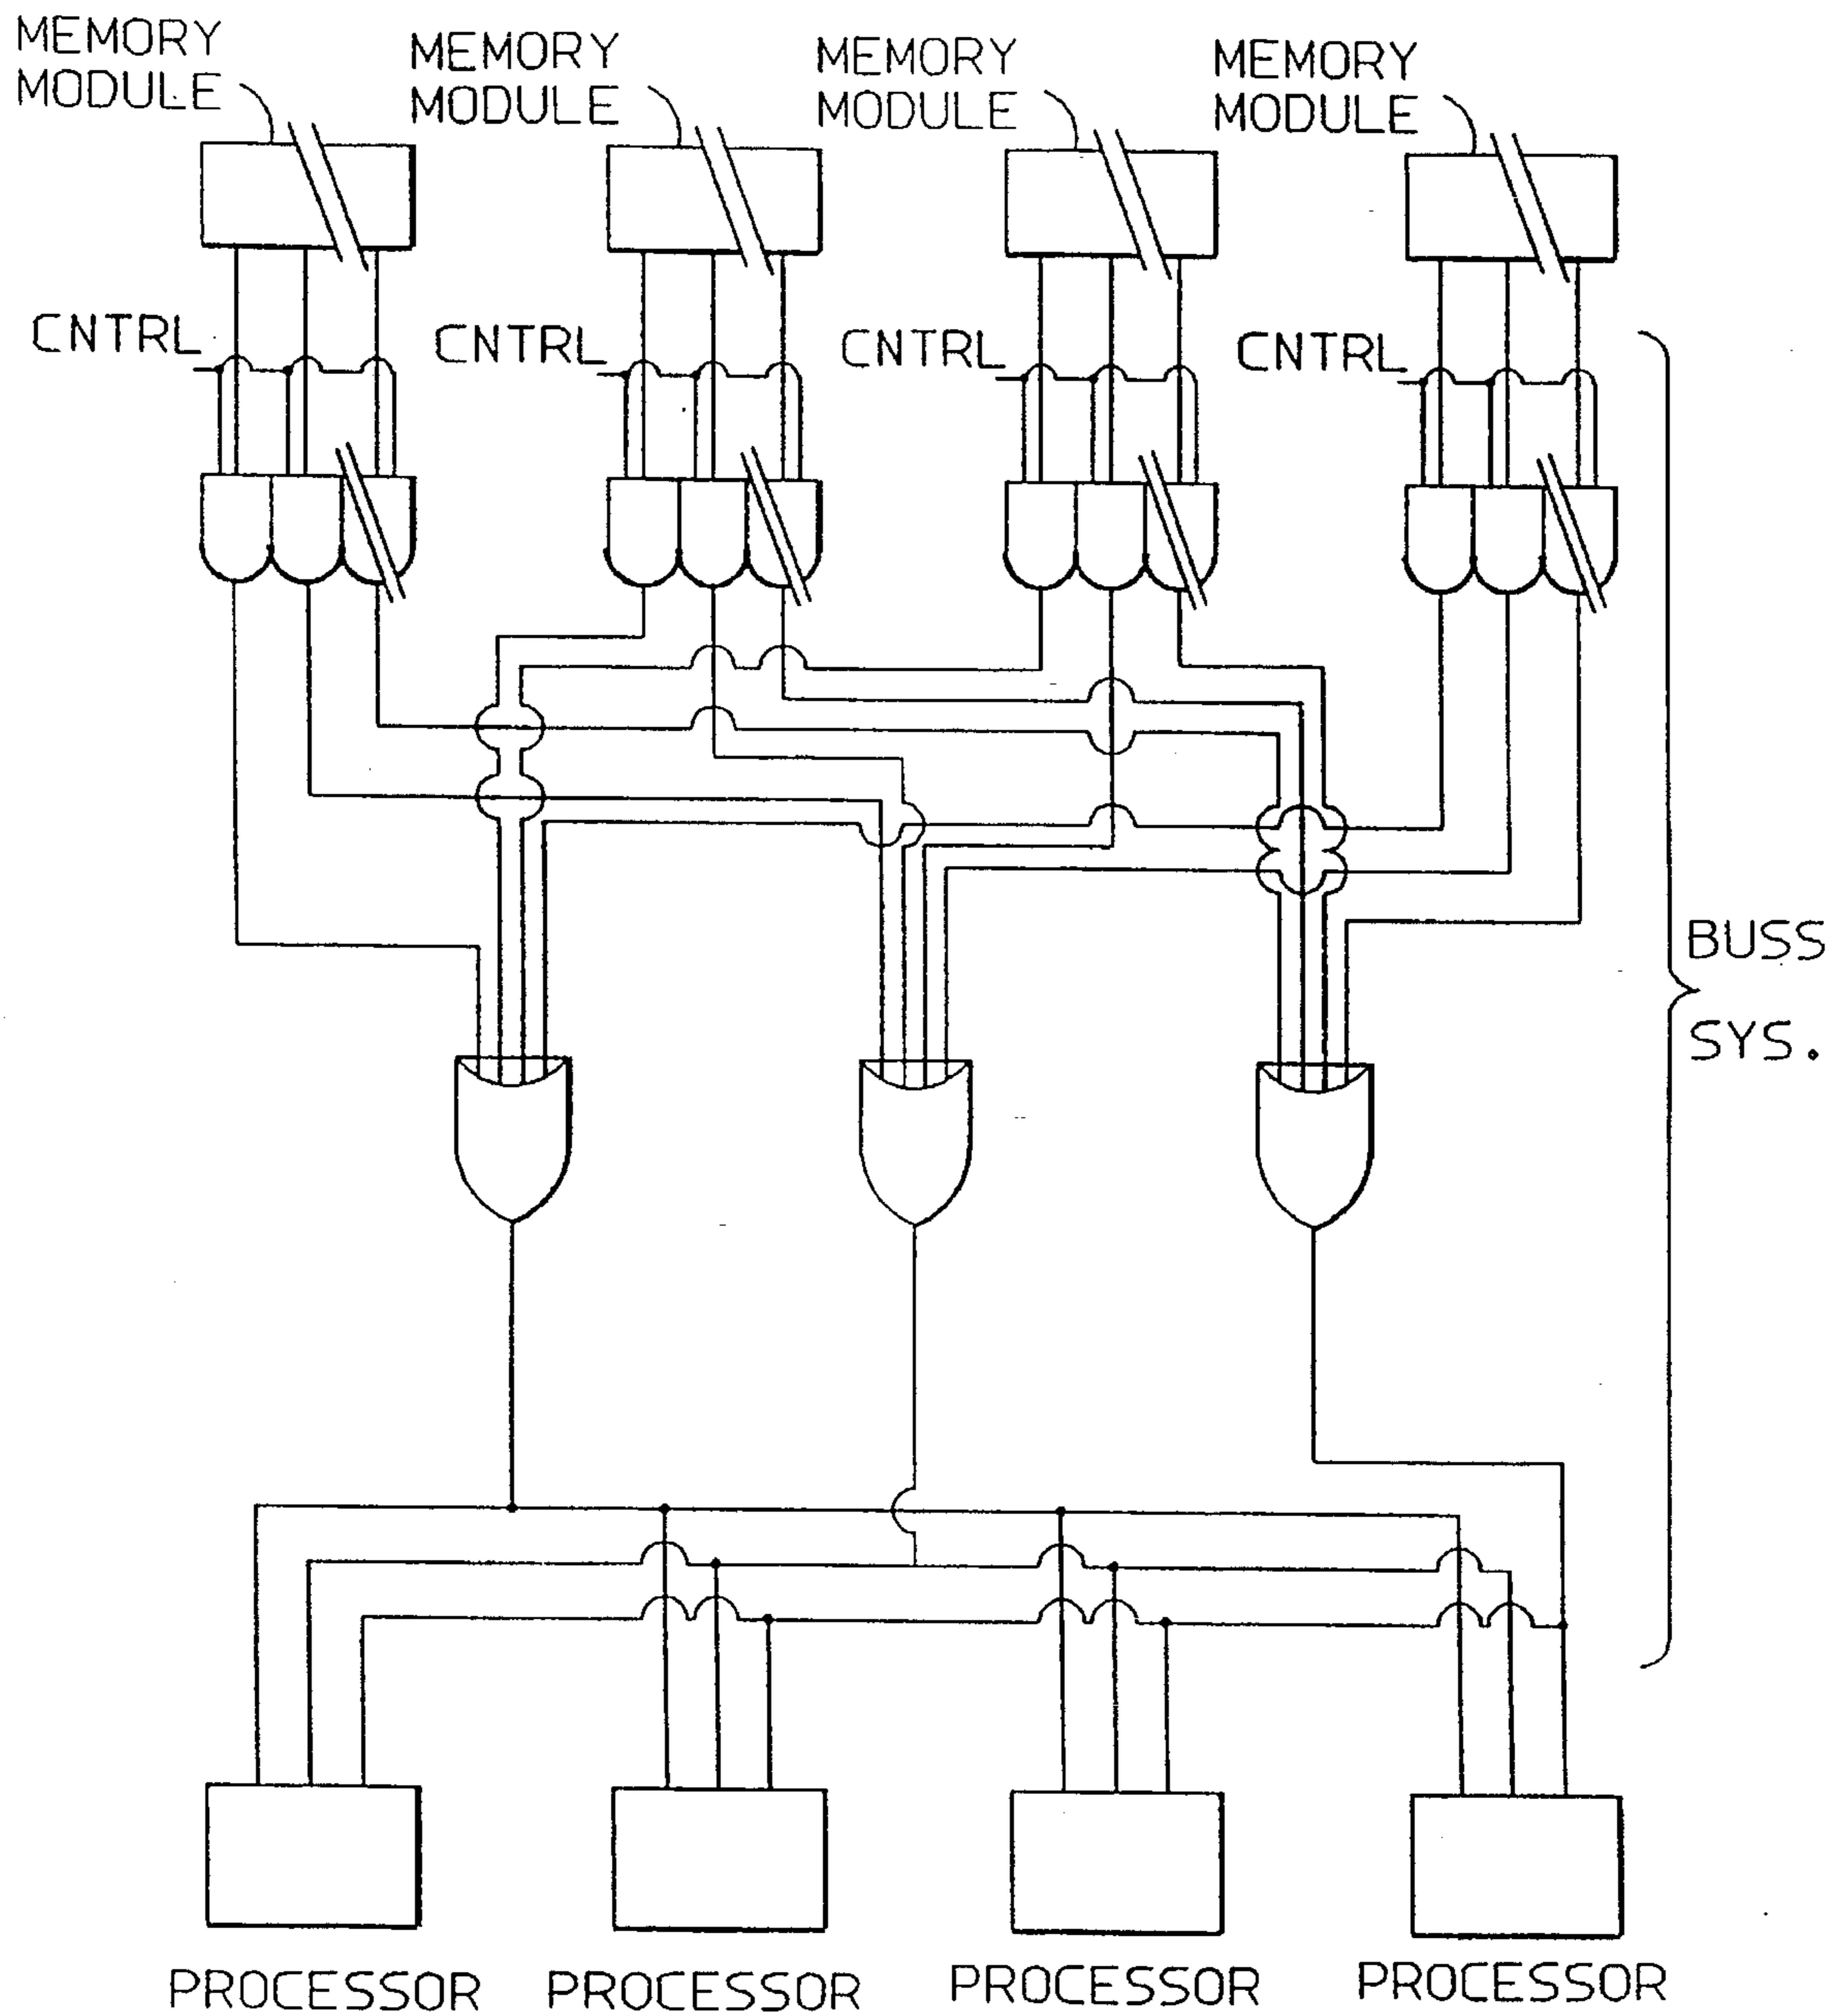 MEMORY
MODULE
MEMORY
MODULE
MEMORY
MODULE
MEMORY
MODULE
CNTRL
CNTRL
CNTRL
CNTRL
BUSS
SYS.
PROCESSOR
PROCESSOR
PROCESSOR
PROCESSOR